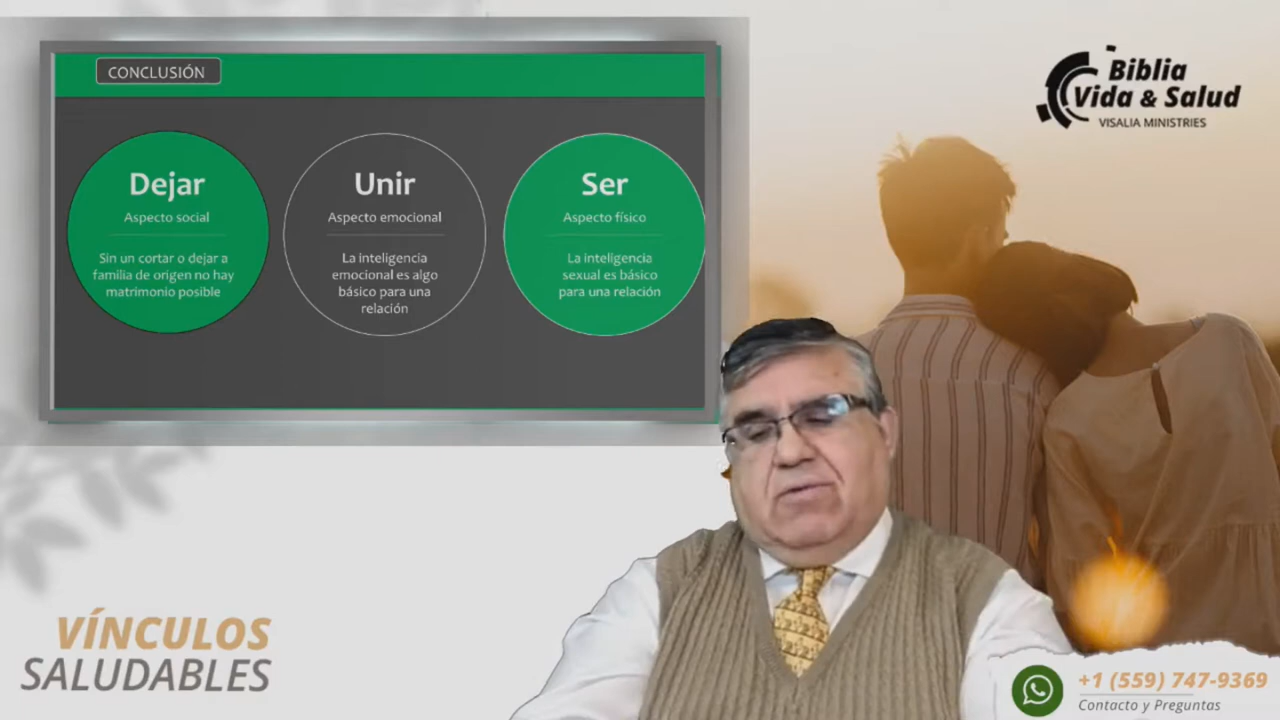 CONCLUSIÓN
Dejar
Aspecto social
Sin un cortar o dejar a
familia de origen no hay
matrimonio posible
Unir
Aspecto emocional
La inteligencia
emocional es algo
básico para una
relación
Ser
Aspecto físico
La inteligencia
sexual es básico
para una relación
Biblia
Vida & Salud
VISALIA MINISTRIES
VÍNCULOS
SALUDABLES
+1 (559) 747-9369
Contacto y Preguntas